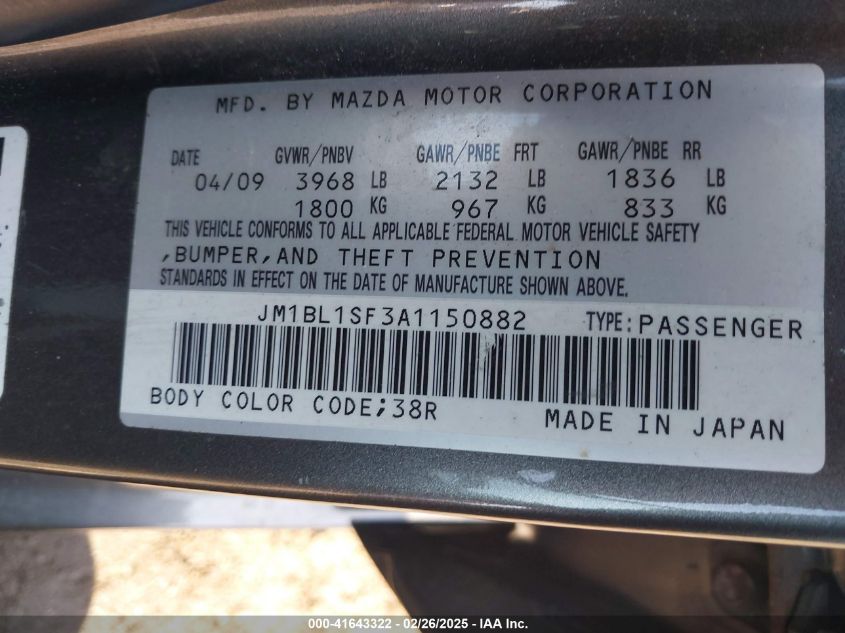 MFD. BY MAZDA MOTOR CORPORATION
DATE GVWR/PNBV GAWR/PNBE FRT GAWR/PNBE RR
04/09 3968 LB 2132 LB 1836 LB
1800 KG 967 KG 833 KG
THIS VEHICLE CONFORMS TO ALL APPLICABLE FEDERAL MOTOR VEHICLE SAFETY
,BUMPER,AND THEFT PREVENTION
STANDARDS IN EFFECT ON THE DATE OF MANUFACTURE SHOWN ABOVE.
JM1BL1SF3A1150882 TYPE:PASSENGER
BODY COLOR CODE;38R MADE IN JAPAN
000-41643322 - 02/26/2025 - IAA Inc.